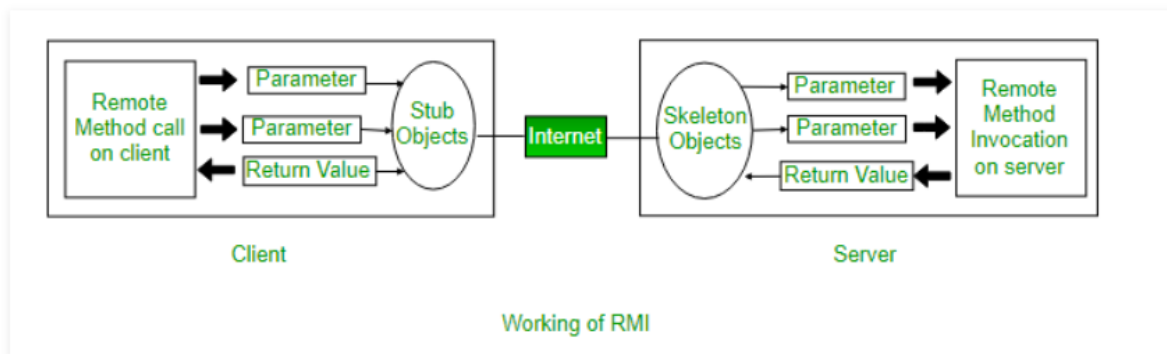 Remote
Method call
on client
Parameter
Parameter
Return Value
Stub
Objects
Internet
Skeleton
Objects
Parameter
Parameter
Return Value
Remote
Method
Invocation
on server
Client
Server
Working of RMI